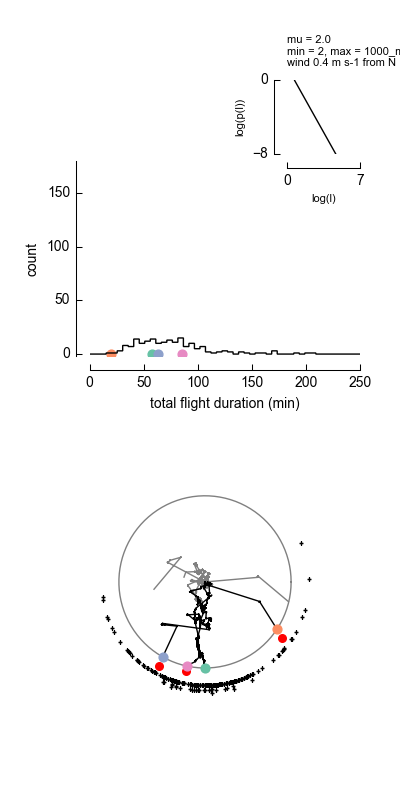 mu = 2.0
min = 2, max = 1000_m
wind 0.4 m s-1 from N
0
−8
log(p(l))
0 7
log(l)
150
100
50
0
count
0 50 100 150 200 250
total flight duration (min)